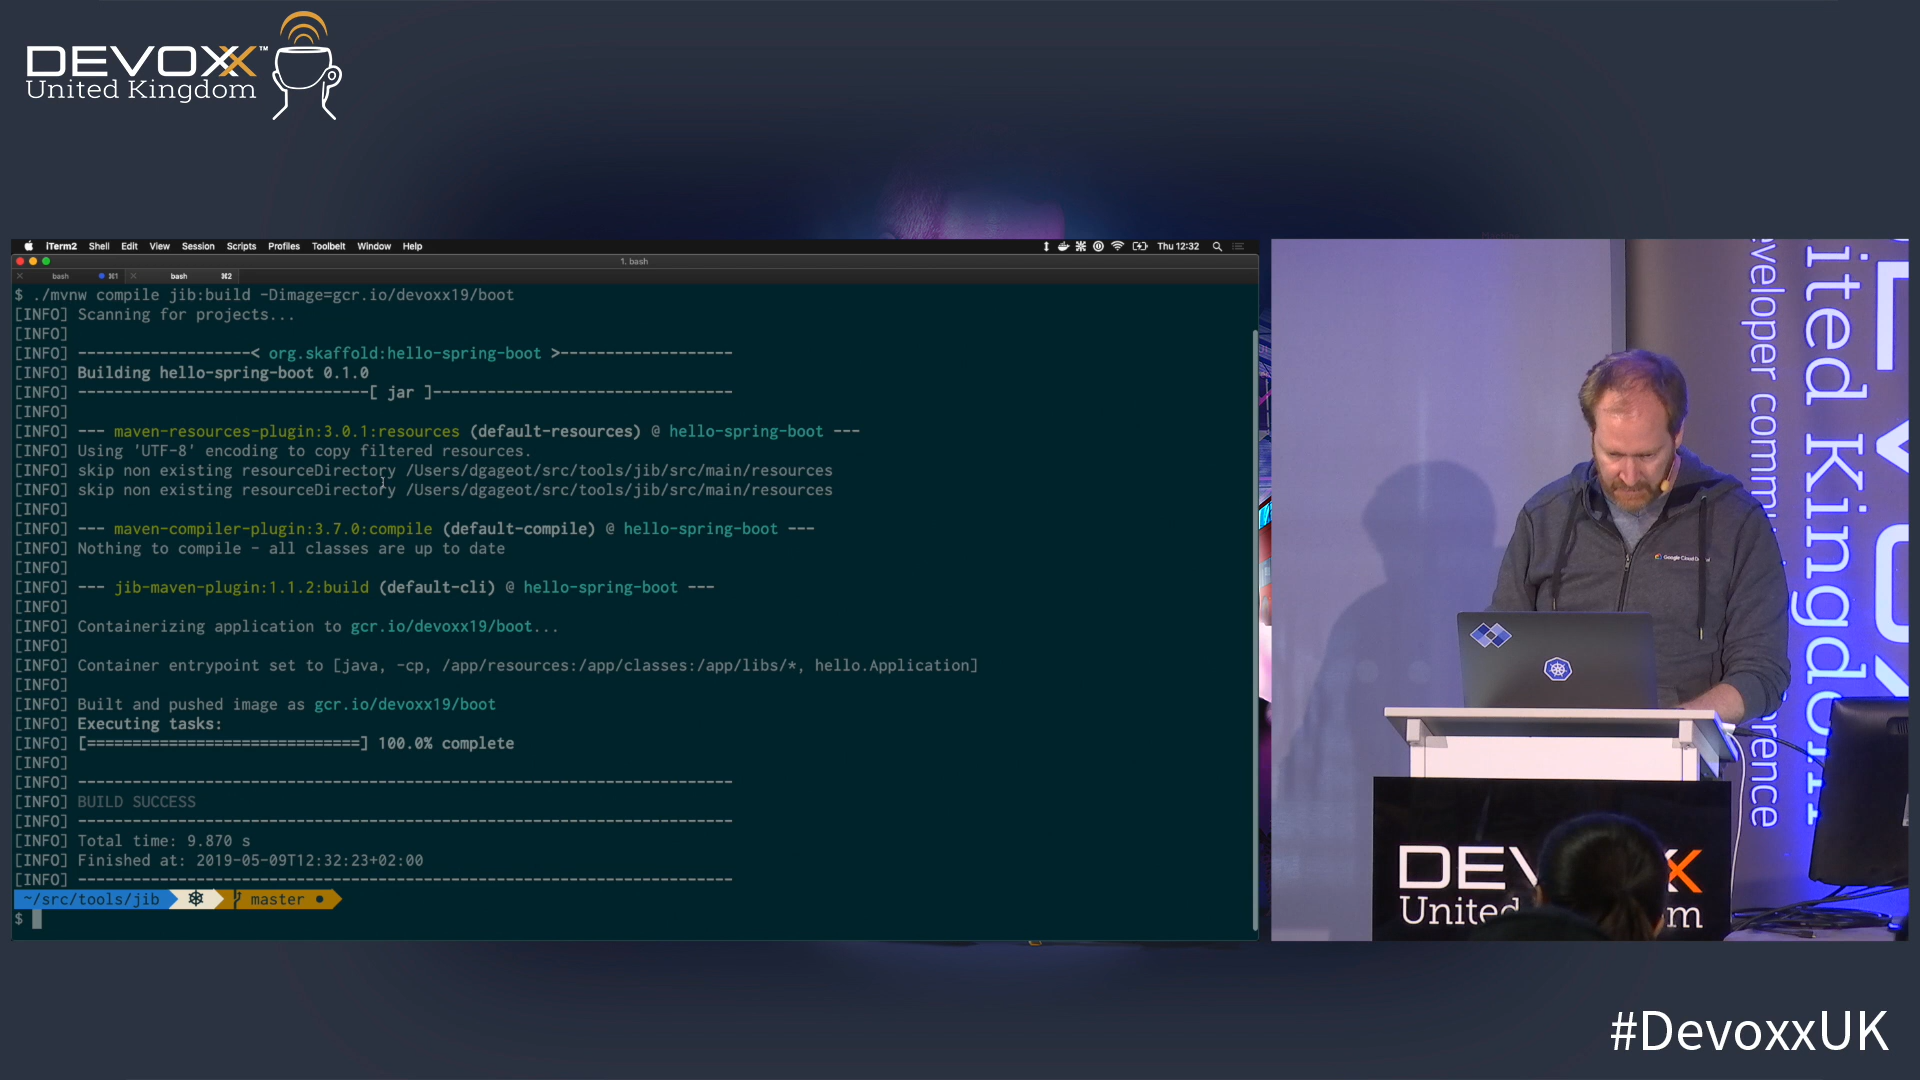 DEVOXX™
United Kingdom
iTerm2 Shell Edit View Session Scripts Profiles Toolbelt Window Help Thu 12:32
1. bash
bash ⌘1 bash ⌘2
$ ./mvnw compile jib:build -Dimage=gcr.io/devoxx19/boot
[INFO] Scanning for projects...
[INFO]
[INFO] -------------------< org.skaffold:hello-spring-boot >-------------------
[INFO] Building hello-spring-boot 0.1.0
[INFO] --------------------------------[ jar ]---------------------------------
[INFO]
[INFO] --- maven-resources-plugin:3.0.1:resources (default-resources) @ hello-spring-boot ---
[INFO] Using 'UTF-8' encoding to copy filtered resources.
[INFO] skip non existing resourceDirectory /Users/dgageot/src/tools/jib/src/main/resources
[INFO] skip non existing resourceDirectory /Users/dgageot/src/tools/jib/src/main/resources
[INFO]
[INFO] --- maven-compiler-plugin:3.7.0:compile (default-compile) @ hello-spring-boot ---
[INFO] Nothing to compile - all classes are up to date
[INFO]
[INFO] --- jib-maven-plugin:1.1.2:build (default-cli) @ hello-spring-boot ---
[INFO]
[INFO] Containerizing application to gcr.io/devoxx19/boot...
[INFO]
[INFO] Container entrypoint set to [java, -cp, /app/resources:/app/classes:/app/libs/*, hello.Application]
[INFO]
[INFO] Built and pushed image as gcr.io/devoxx19/boot
[INFO] Executing tasks:
[INFO] [==============================] 100.0% complete
[INFO]
[INFO] ------------------------------------------------------------------------
[INFO] BUILD SUCCESS
[INFO] ------------------------------------------------------------------------
[INFO] Total time: 9.870 s
[INFO] Finished at: 2019-05-09T12:32:23+02:00
[INFO] ------------------------------------------------------------------------
~/src/tools/jib master ●
$
ited Kingdom
eveloper comm
rence
Google Cloud
DEV X
United m
#DevoxxUK